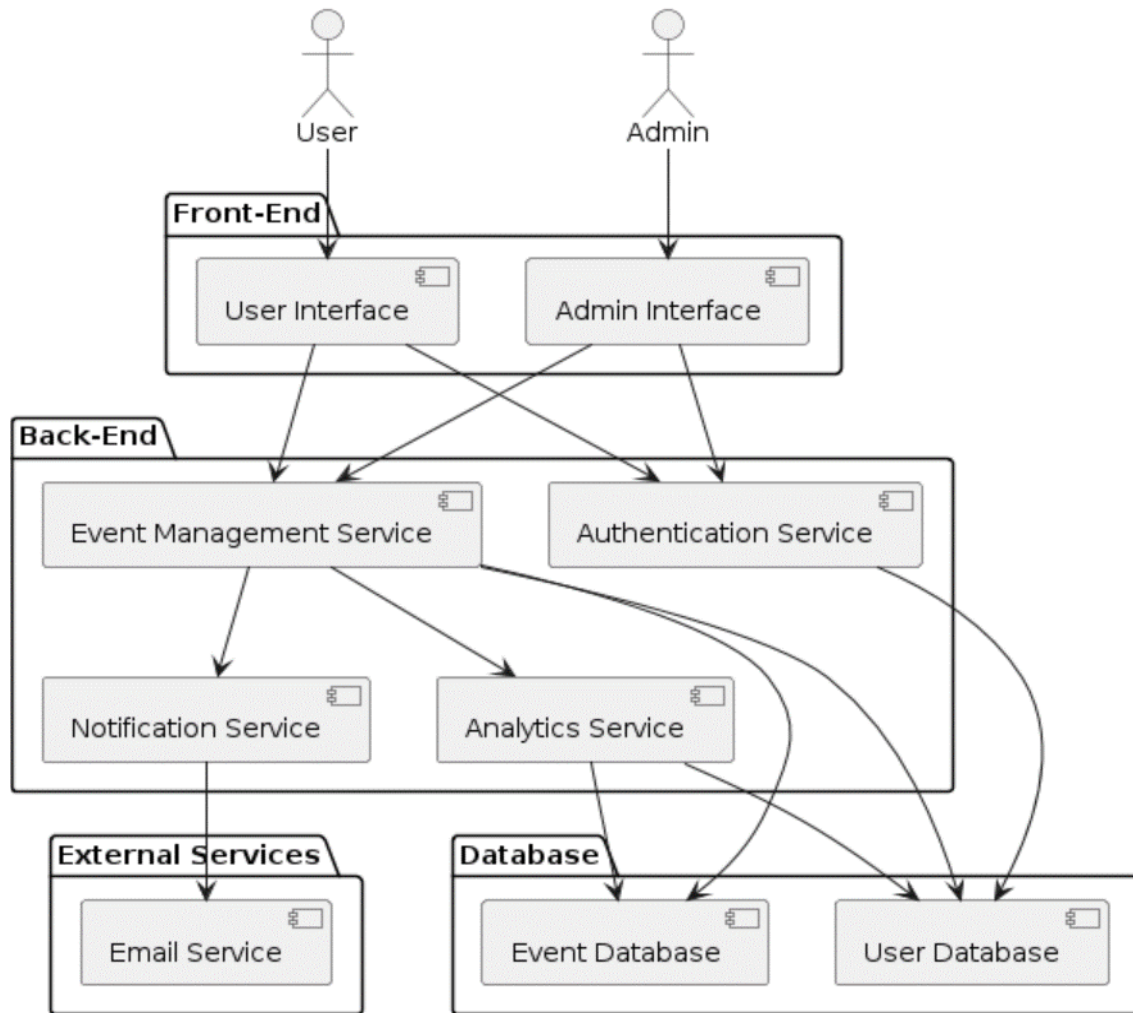 User
Admin
Front-End
User Interface
Admin Interface
Back-End
Event Management Service
Authentication Service
Notification Service
Analytics Service
External Services
Database
Email Service
Event Database
User Database